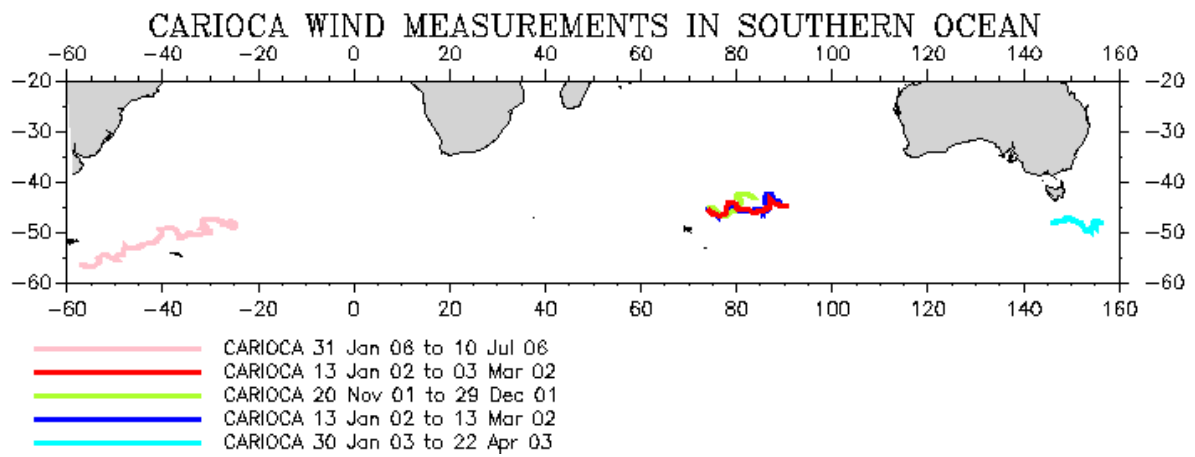 CARIOCA WIND MEASUREMENTS IN SOUTHERN OCEAN
−60 −40 −20 0 20 40 60 80 100 120 140 160
−20 −20
−30 −30
−40 −40
−50 −50
−60 −60
−60 −40 −20 0 20 40 60 80 100 120 140 160
CARIOCA 31 Jan 06 to 10 Jul 06
CARIOCA 13 Jan 02 to 03 Mar 02
CARIOCA 20 Nov 01 to 29 Dec 01
CARIOCA 13 Jan 02 to 13 Mar 02
CARIOCA 30 Jan 03 to 22 Apr 03